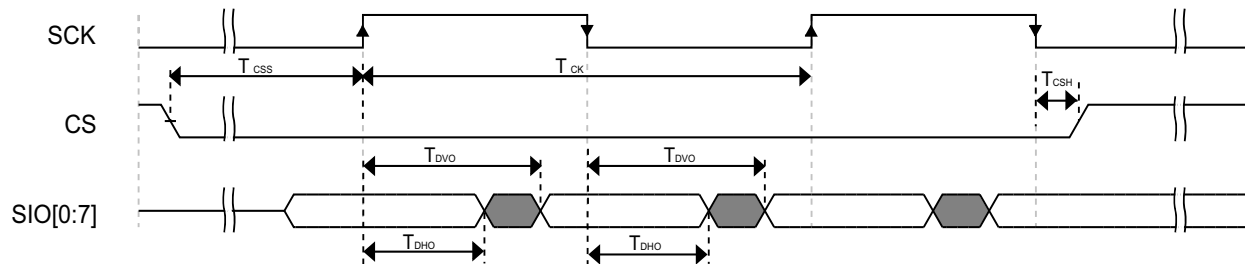 SCK
T CSS
T CK
T CSH
CS
T DVO
T DVO
SIO[0:7]
T DHO
T DHO